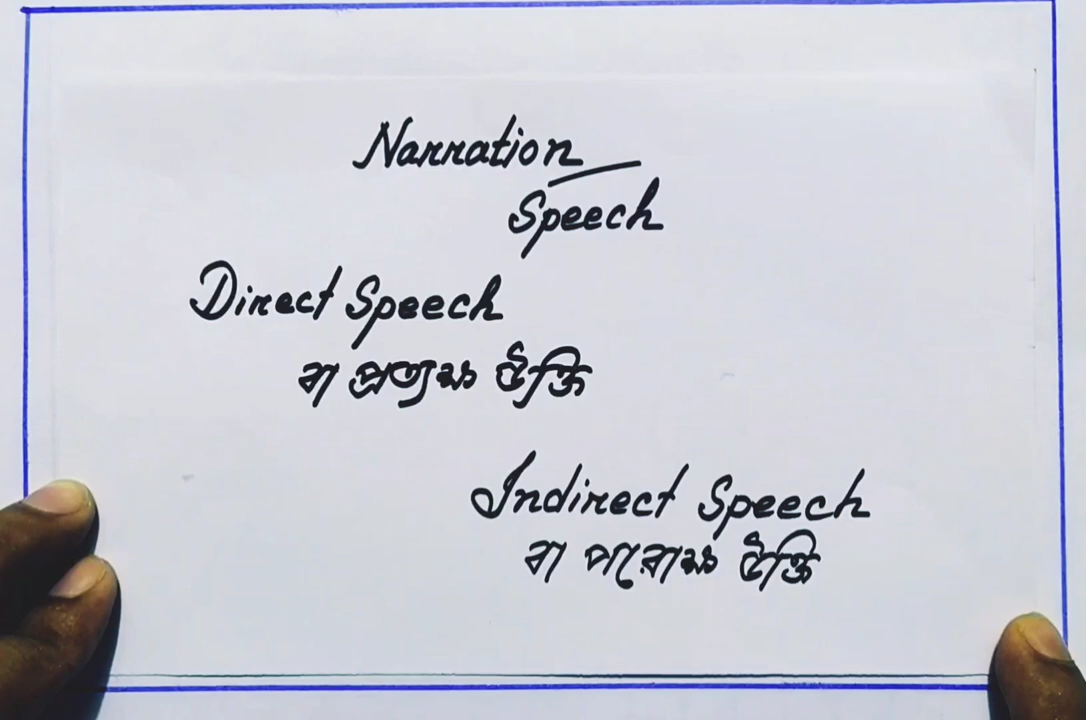 Narration
Speech
Direct Speech
বা প্রত্যক্ষ উক্তি
Indirect Speech
বা পরোক্ষ উক্তি